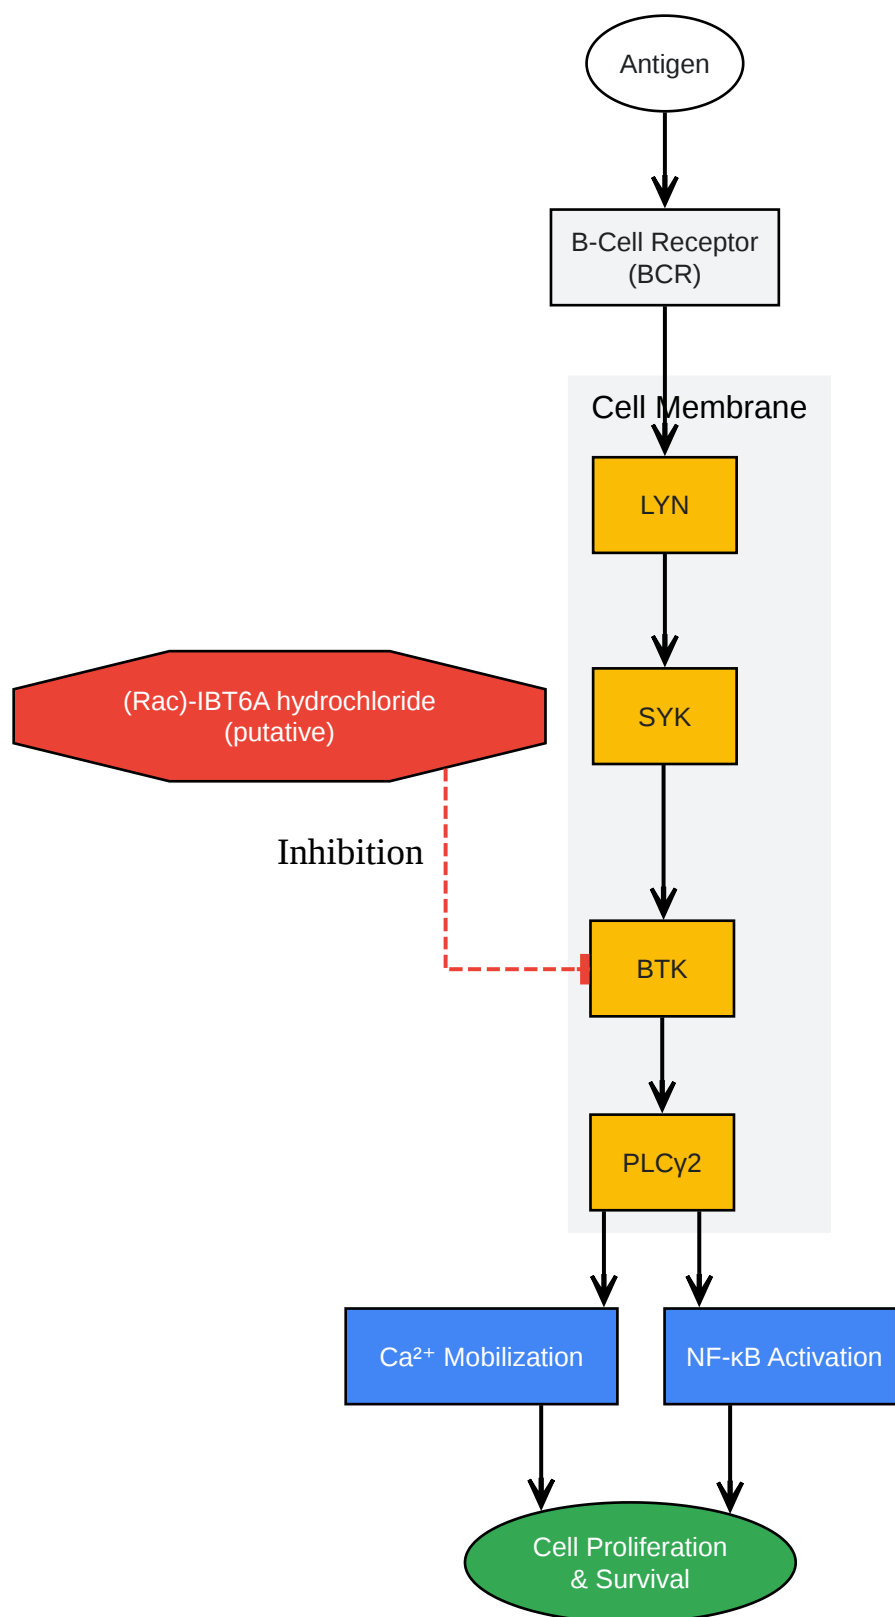 Antigen
B-Cell Receptor
(BCR)
Cell Membrane
LYN
SYK
(Rac)-IBT6A hydrochloride
(putative)
Inhibition
BTK
PLCγ2
Ca²⁺ Mobilization
NF-κB Activation
Cell Proliferation
& Survival